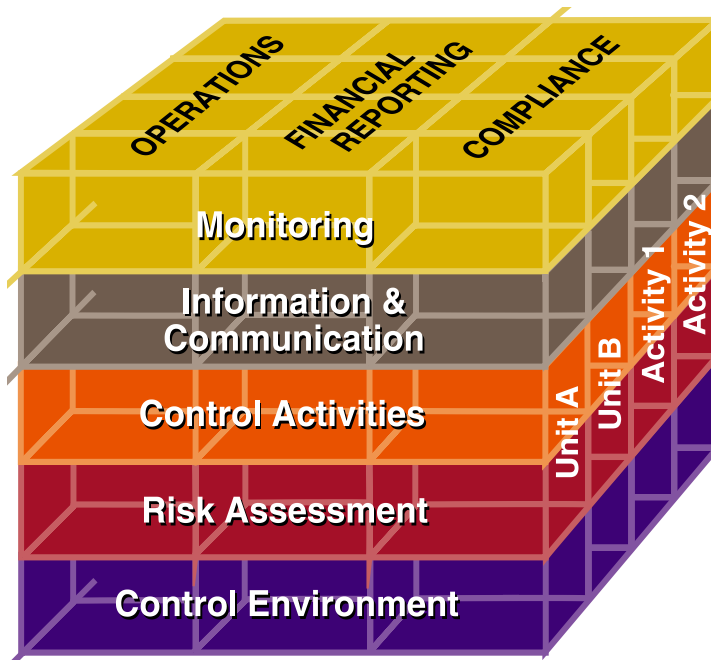 OPERATIONS
FINANCIAL
REPORTING
COMPLIANCE
Monitoring
Information &
Communication
Control Activities
Risk Assessment
Control Environment
Unit A
Unit B
Activity 1
Activity 2